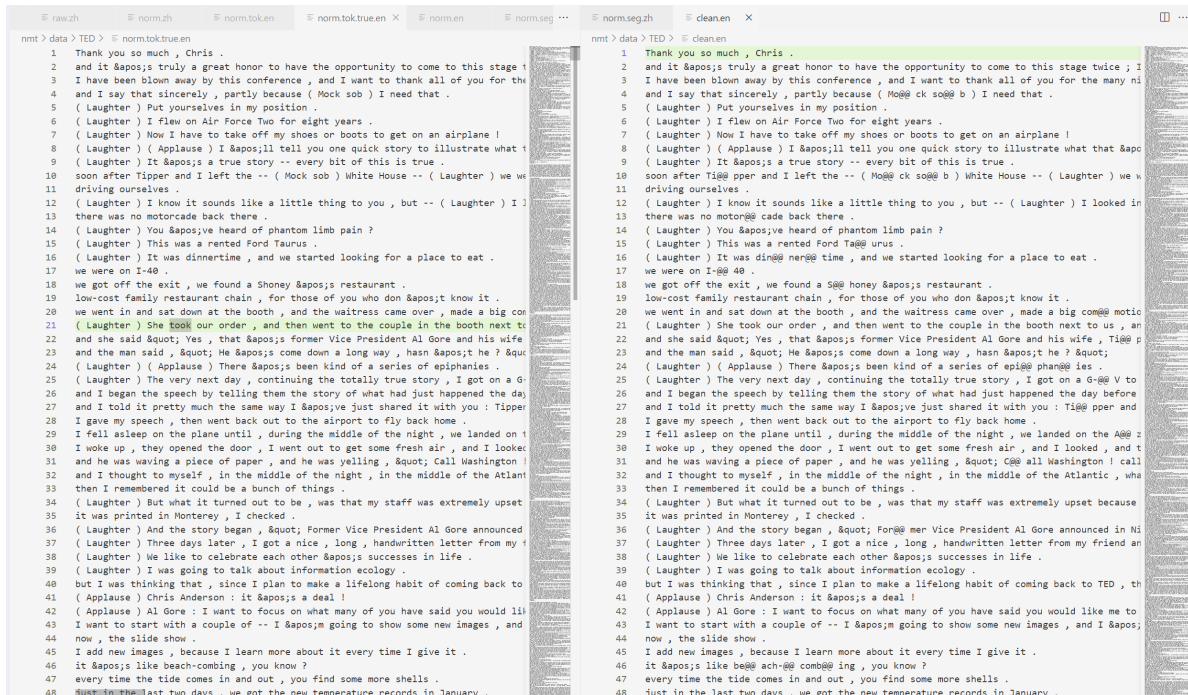 raw.zh norm.zh norm.tok.en norm.tok.true.en × norm.en norm.seg ··· norm.seg.zh clean.en × ···
nmt > data > TED > norm.tok.true.en
1 Thank you so much , Chris .
2 and it &apos;s truly a great honor to have the opportunity to come to this stage t
3 I have been blown away by this conference , and I want to thank all of you for the
4 and I say that sincerely , partly because ( Mock sob ) I need that .
5 ( Laughter ) Put yourselves in my position .
6 ( Laughter ) I flew on Air Force Two for eight years .
7 ( Laughter ) Now I have to take off my shoes or boots to get on an airplane !
8 ( Laughter ) ( Applause ) I &apos;ll tell you one quick story to illustrate what t
9 ( Laughter ) It &apos;s a true story -- every bit of this is true .
10 soon after Tipper and I left the -- ( Mock sob ) White House -- ( Laughter ) we we
11 driving ourselves .
12 ( Laughter ) I know it sounds like a little thing to you , but -- ( Laughter ) I l
13 there was no motorcade back there .
14 ( Laughter ) You &apos;ve heard of phantom limb pain ?
15 ( Laughter ) This was a rented Ford Taurus .
16 ( Laughter ) It was dinnertime , and we started looking for a place to eat .
17 we were on I-40 .
18 we got off the exit , we found a Shoney &apos;s restaurant .
19 low-cost family restaurant chain , for those of you who don &apos;t know it .
20 we went in and sat down at the booth , and the waitress came over , made a big com
21 ( Laughter ) She took our order , and then went to the couple in the booth next to
22 and she said &quot; Yes , that &apos;s former Vice President Al Gore and his wife
23 and the man said , &quot; He &apos;s come down a long way , hasn &apos;t he ? &quo
24 ( Laughter ) ( Applause ) There &apos;s been kind of a series of epiphanies .
25 ( Laughter ) The very next day , continuing the totally true story , I got on a G-
26 and I began the speech by telling them the story of what had just happened the day
27 and I told it pretty much the same way I &apos;ve just shared it with you : Tipper
28 I gave my speech , then went back out to the airport to fly back home .
29 I fell asleep on the plane until , during the middle of the night , we landed on t
30 I woke up , they opened the door , I went out to get some fresh air , and I looked
31 and he was waving a piece of paper , and he was yelling , &quot; Call Washington !
32 and I thought to myself , in the middle of the night , in the middle of the Atlant
33 then I remembered it could be a bunch of things .
34 ( Laughter ) But what it turned out to be , was that my staff was extremely upset
35 it was printed in Monterey , I checked .
36 ( Laughter ) And the story began , &quot; Former Vice President Al Gore announced
37 ( Laughter ) Three days later , I got a nice , long , handwritten letter from my f
38 ( Laughter ) We like to celebrate each other &apos;s successes in life .
39 ( Laughter ) I was going to talk about information ecology .
40 but I was thinking that , since I plan to make a lifelong habit of coming back to
41 ( Applause ) Chris Anderson : it &apos;s a deal !
42 ( Applause ) Al Gore : I want to focus on what many of you have said you would lik
43 I want to start with a couple of -- I &apos;m going to show some new images , and
44 now , the slide show .
45 I add new images , because I learn more about it every time I give it .
46 it &apos;s like beach-combing , you know ?
47 every time the tide comes in and out , you find some more shells .
48 just in the last two days , we got the new temperature records in January .
nmt > data > TED > clean.en
1 Thank you so much , Chris .
2 and it &apos;s truly a great honor to have the opportunity to come to this stage twice ; I
3 I have been blown away by this conference , and I want to thank all of you for the many ni
4 and I say that sincerely , partly because ( Mo@@ ck so@@ b ) I need that .
5 ( Laughter ) Put yourselves in my position .
6 ( Laughter ) I flew on Air Force Two for eight years .
7 ( Laughter ) Now I have to take off my shoes or boots to get on an airplane !
8 ( Laughter ) ( Applause ) I &apos;ll tell you one quick story to illustrate what that &apo
9 ( Laughter ) It &apos;s a true story -- every bit of this is true .
10 soon after Ti@@ pper and I left the -- ( Mo@@ ck so@@ b ) White House -- ( Laughter ) we w
11 driving ourselves .
12 ( Laughter ) I know it sounds like a little thing to you , but -- ( Laughter ) I looked in
13 there was no motor@@ cade back there .
14 ( Laughter ) You &apos;ve heard of phantom limb pain ?
15 ( Laughter ) This was a rented Ford Ta@@ urus .
16 ( Laughter ) It was din@@ ner@@ time , and we started looking for a place to eat .
17 we were on I-@@ 40 .
18 we got off the exit , we found a S@@ honey &apos;s restaurant .
19 low-cost family restaurant chain , for those of you who don &apos;t know it .
20 we went in and sat down at the booth , and the waitress came over , made a big com@@ motio
21 ( Laughter ) She took our order , and then went to the couple in the booth next to us , an
22 and she said &quot; Yes , that &apos;s former Vice President Al Gore and his wife , Ti@@ p
23 and the man said , &quot; He &apos;s come down a long way , hasn &apos;t he ? &quot;
24 ( Laughter ) ( Applause ) There &apos;s been kind of a series of epi@@ phan@@ ies .
25 ( Laughter ) The very next day , continuing the totally true story , I got on a G-@@ V to
26 and I began the speech by telling them the story of what had just happened the day before
27 and I told it pretty much the same way I &apos;ve just shared it with you : Ti@@ pper and
28 I gave my speech , then went back out to the airport to fly back home .
29 I fell asleep on the plane until , during the middle of the night , we landed on the A@@ z
30 I woke up , they opened the door , I went out to get some fresh air , and I looked , and t
31 and he was waving a piece of paper , and he was yelling , &quot; C@@ all Washington ! call
32 and I thought to myself , in the middle of the night , in the middle of the Atlantic , wha
33 then I remembered it could be a bunch of things .
34 ( Laughter ) But what it turned out to be , was that my staff was extremely upset because
35 it was printed in Monterey , I checked .
36 ( Laughter ) And the story began , &quot; For@@ mer Vice President Al Gore announced in Ni
37 ( Laughter ) Three days later , I got a nice , long , handwritten letter from my friend an
38 ( Laughter ) We like to celebrate each other &apos;s successes in life .
39 ( Laughter ) I was going to talk about information ecology .
40 but I was thinking that , since I plan to make a lifelong habit of coming back to TED , th
41 ( Applause ) Chris Anderson : it &apos;s a deal !
42 ( Applause ) Al Gore : I want to focus on what many of you have said you would like me to
43 I want to start with a couple of -- I &apos;m going to show some new images , and I &apos;
44 now , the slide show .
45 I add new images , because I learn more about it every time I give it .
46 it &apos;s like be@@ ach-@@ comb@@ ing , you know ?
47 every time the tide comes in and out , you find some more shells .
48 just in the last two days , we got the new temperature records in January .